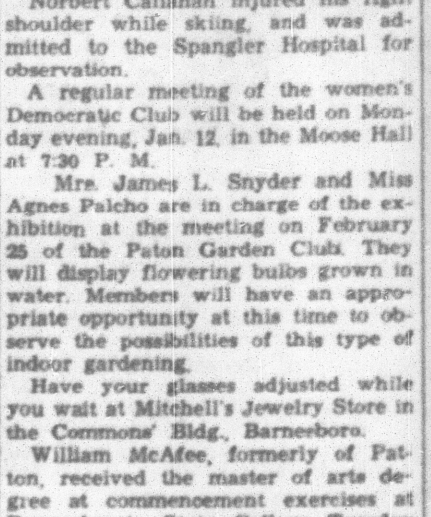 Norbert Callahan injured his right
shoulder while skiing, and was ad-
mitted to the Spangler Hospital for
observation.
A regular meeting of the women's
Democratic Club will be held on Mon-
day evening, Jan. 12, in the Moose Hall
at 7:30 P. M.
Mrs. James L. Snyder and Miss
Agnes Palcho are in charge of the ex-
hibition at the meeting on February
25 of the Paton Garden Club. They
will display flowering bulbs grown in
water. Members will have an appro-
priate opportunity at this time to ob-
serve the possibilities of this type of
indoor gardening.
Have your glasses adjusted while
you wait at Mitchell's Jewelry Store in
the Commons' Bldg., Barnesboro.
William McAfee, formerly of Pat-
ton, received the master of arts de-
gree at commencement exercises at